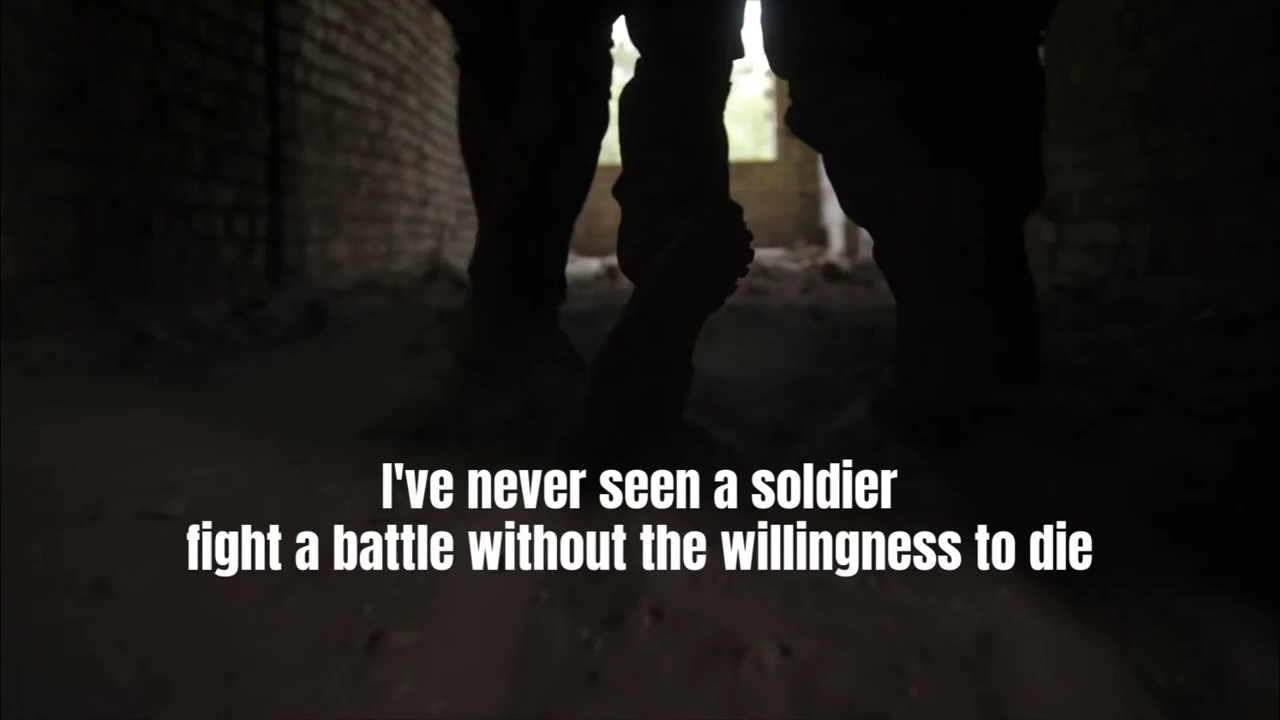 I've never seen a soldier
fight a battle without the willingness to die